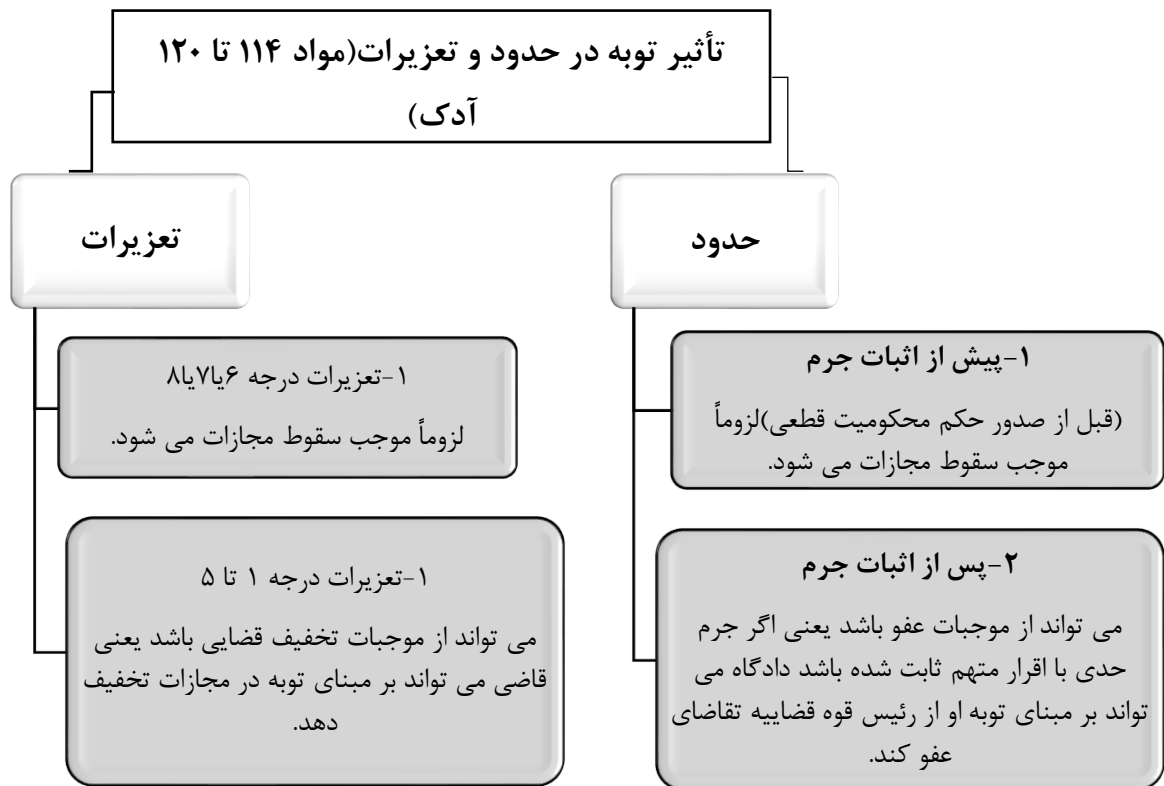 تأثیر توبه در حدود و تعزیرات(مواد ۱۱۴ تا ۱۲۰
آدک)
حدود
۱-پیش از اثبات جرم
(قبل از صدور حکم محکومیت قطعی)لزوماً
موجب سقوط مجازات می شود.
۲-پس از اثبات جرم
می تواند از موجبات عفو باشد یعنی اگر جرم
حدی با اقرار متهم ثابت شده باشد دادگاه می
تواند بر مبنای توبه او از رئیس قوه قضاییه تقاضای
عفو کند.
تعزیرات
۱-تعزیرات درجه ۶یا۷یا۸
لزوماً موجب سقوط مجازات می شود.
۱-تعزیرات درجه ۱ تا ۵
می تواند از موجبات تخفیف قضایی باشد یعنی
قاضی می تواند بر مبنای توبه در مجازات تخفیف
دهد.